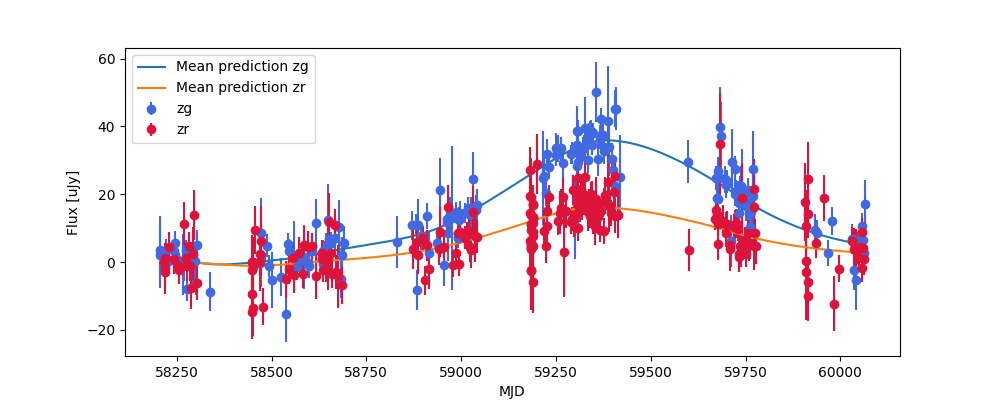 Mean prediction zg
Mean prediction zr
zg
zr
Flux [uJy]
60
40
20
0
−20
58250 58500 58750 59000 59250 59500 59750 60000
MJD